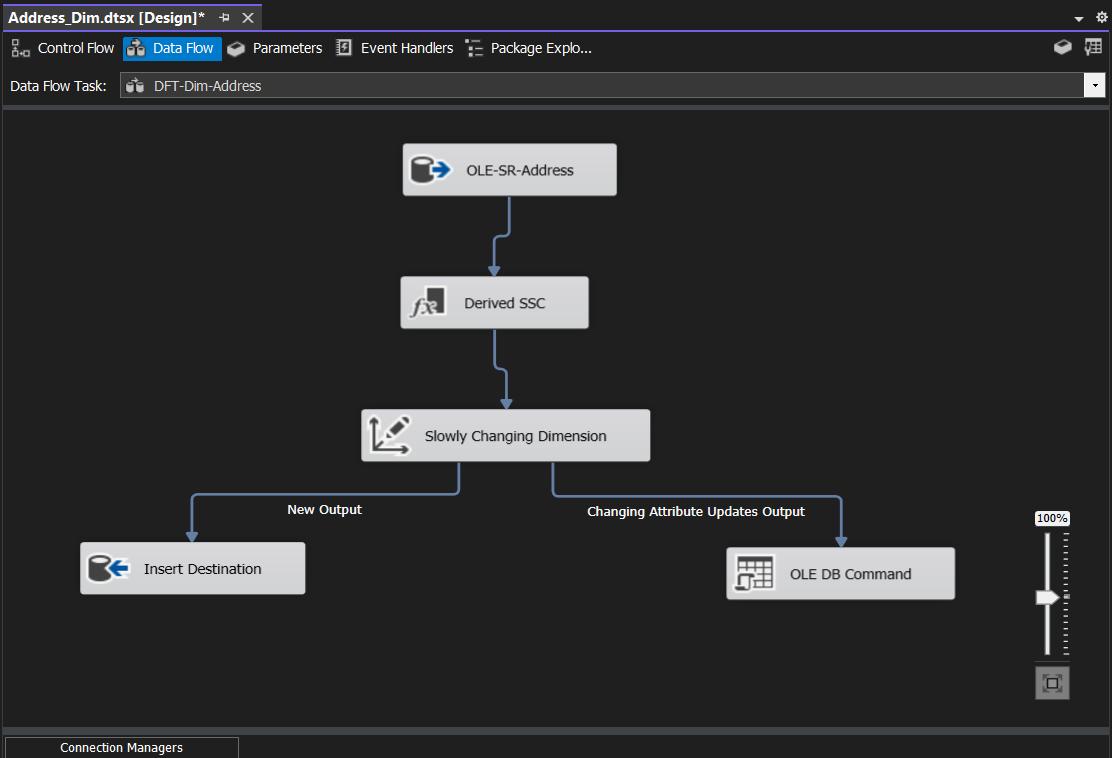 Address_Dim.dtsx [Design]*
Control Flow
Data Flow
Parameters
Event Handlers
Package Explo...
Data Flow Task:
DFT-Dim-Address
OLE-SR-Address
fx
Derived SSC
Slowly Changing Dimension
New Output
Changing Attribute Updates Output
100%
Insert Destination
OLE DB Command
Connection Managers